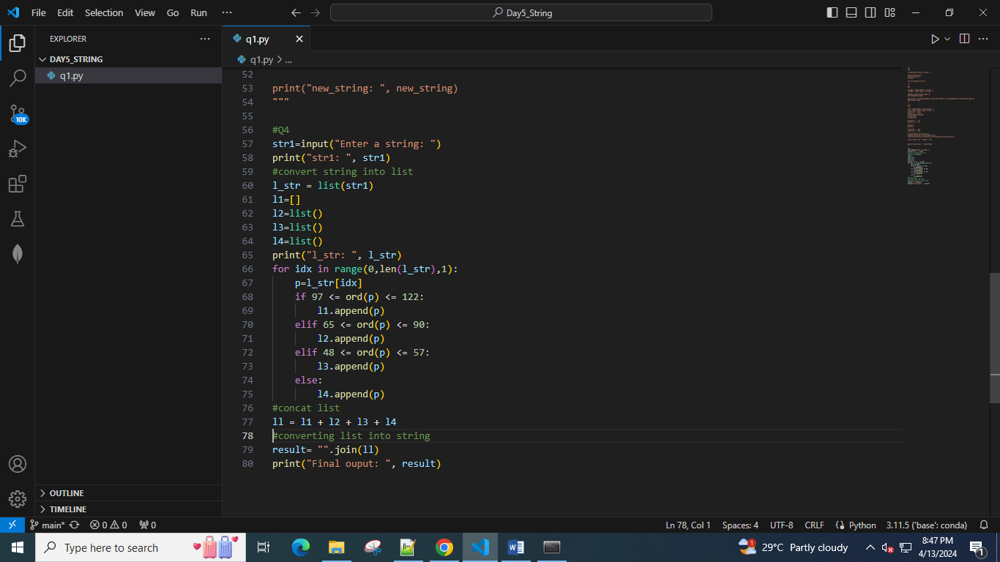 File Edit Selection View Go Run ···
Day5_String
EXPLORER
DAY5_STRING
q1.py
10K
OUTLINE
TIMELINE
q1.py
q1.py > ...
52
53 print("new_string: ", new_string)
54 """
55
56 #Q4
57 str1=input("Enter a string: ")
58 print("str1: ", str1)
59 #convert string into list
60 l_str = list(str1)
61 l1=[]
62 l2=list()
63 l3=list()
64 l4=list()
65 print("l_str: ", l_str)
66 for idx in range(0,len(l_str),1):
67 p=l_str[idx]
68 if 97 <= ord(p) <= 122:
69 l1.append(p)
70 elif 65 <= ord(p) <= 90:
71 l2.append(p)
72 elif 48 <= ord(p) <= 57:
73 l3.append(p)
74 else:
75 l4.append(p)
76 #concat list
77 ll = l1 + l2 + l3 + l4
78 #converting list into string
79 result= "".join(ll)
80 print("Final ouput: ", result)
main* 0 0 0 Ln 78, Col 1 Spaces: 4 UTF-8 CRLF Python 3.11.5 ('base': conda)
Type here to search 1 29°C Partly cloudy 8:47 PM
4/13/2024 1